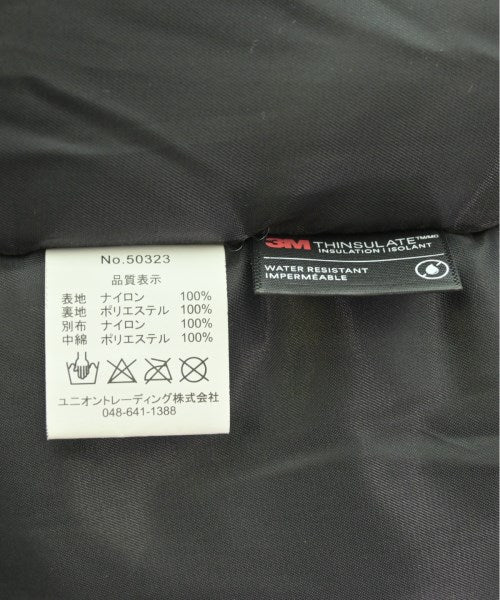 No.50323
品質表示
表地 ナイロン 100%
裏地 ポリエステル 100%
別布 ナイロン 100%
中綿 ポリエステル 100%
ユニオントレーディング株式会社
048-641-1388
3M THINSULATE TM/MD
INSULATION | ISOLANT
WATER RESISTANT
IMPERMÉABLE